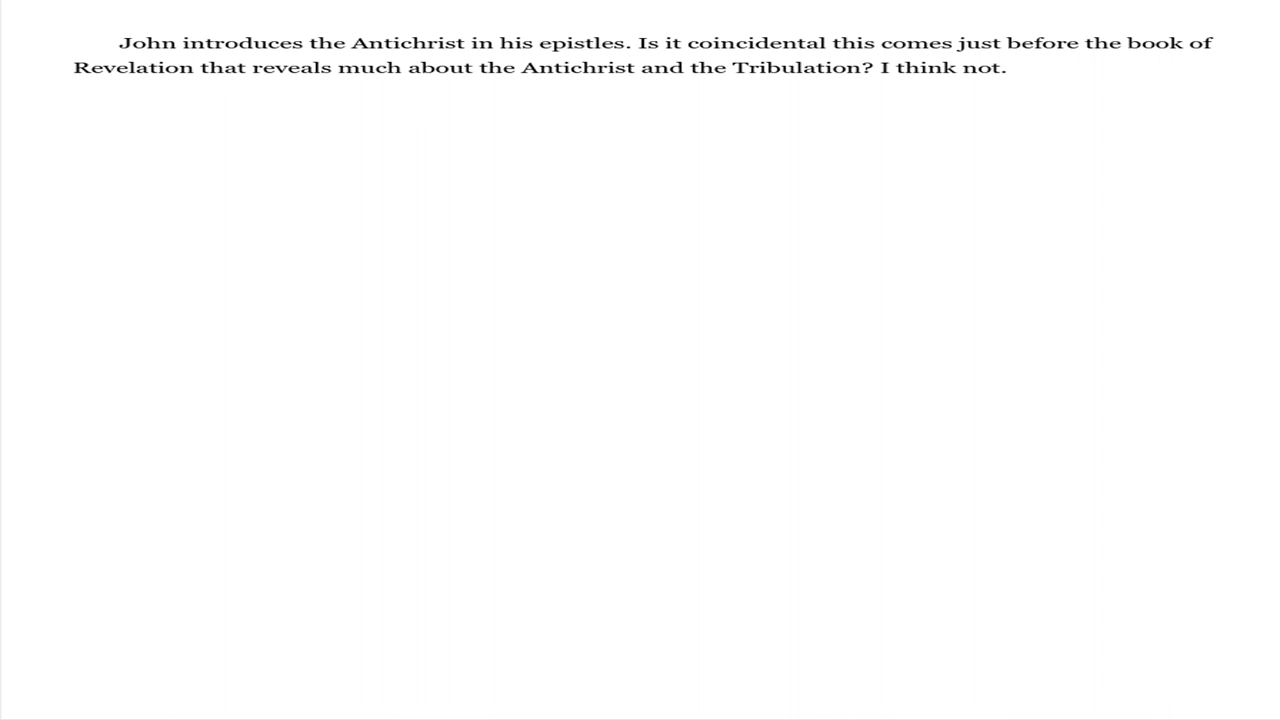 John introduces the Antichrist in his epistles. Is it coincidental this comes just before the book of
Revelation that reveals much about the Antichrist and the Tribulation? I think not.